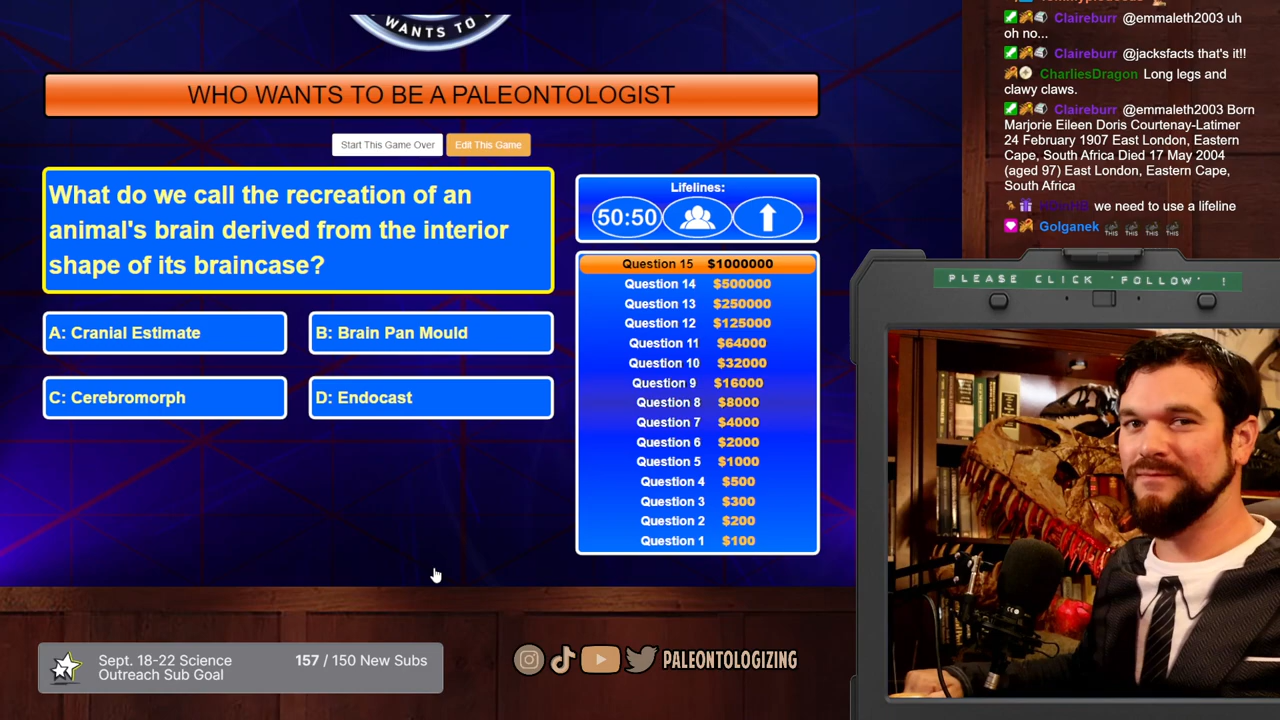 WANTS TO
WHO WANTS TO BE A PALEONTOLOGIST
Start This Game Over
Edit This Game
What do we call the recreation of an
animal's brain derived from the interior
shape of its braincase?
A: Cranial Estimate
B: Brain Pan Mould
C: Cerebromorph
D: Endocast
Lifelines:
50:50
Question 15 $1000000
Question 14 $500000
Question 13 $250000
Question 12 $125000
Question 11 $64000
Question 10 $32000
Question 9 $16000
Question 8 $8000
Question 7 $4000
Question 6 $2000
Question 5 $1000
Question 4 $500
Question 3 $300
Question 2 $200
Question 1 $100
Claireburr @emmaleth2003 uh
oh no...
Claireburr @jacksfacts that's it!!
CharliesDragon Long legs and
clawy claws.
Claireburr @emmaleth2003 Born
Marjorie Eileen Doris Courtenay-Latimer
24 February 1907 East London, Eastern
Cape, South Africa Died 17 May 2004
(aged 97) East London, Eastern Cape,
South Africa
we need to use a lifeline
Golganek THIS THIS THIS THIS
PLEASE CLICK 'FOLLOW' !
Sept. 18-22 Science
Outreach Sub Goal
157 / 150 New Subs
PALEONTOLOGIZING